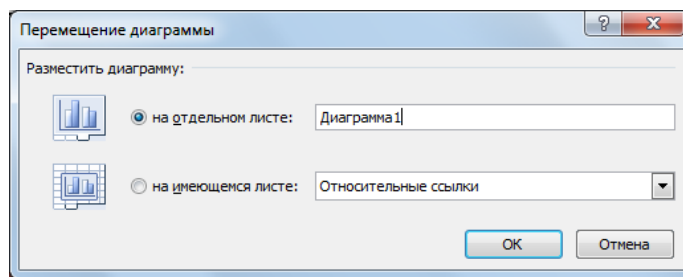 Перемещение диаграммы
Разместить диаграмму:
на отдельном листе: Диаграмма1
на имеющемся листе: Относительные ссылки
ОК Отмена